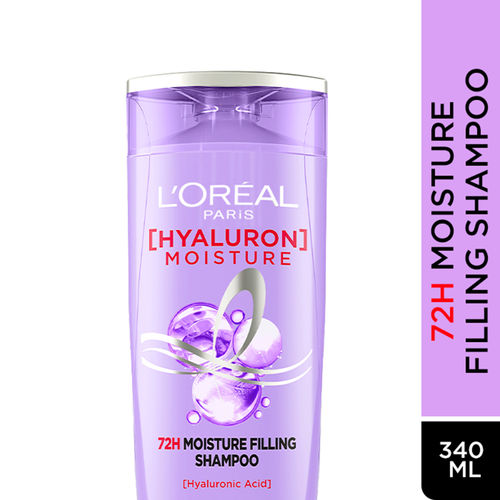 L'ORÉAL
PARIS
[HYALURON]
MOISTURE
72H MOISTURE FILLING
SHAMPOO
[Hyaluronic Acid]
72H MOISTURE
FILLING SHAMPOO
340
ML